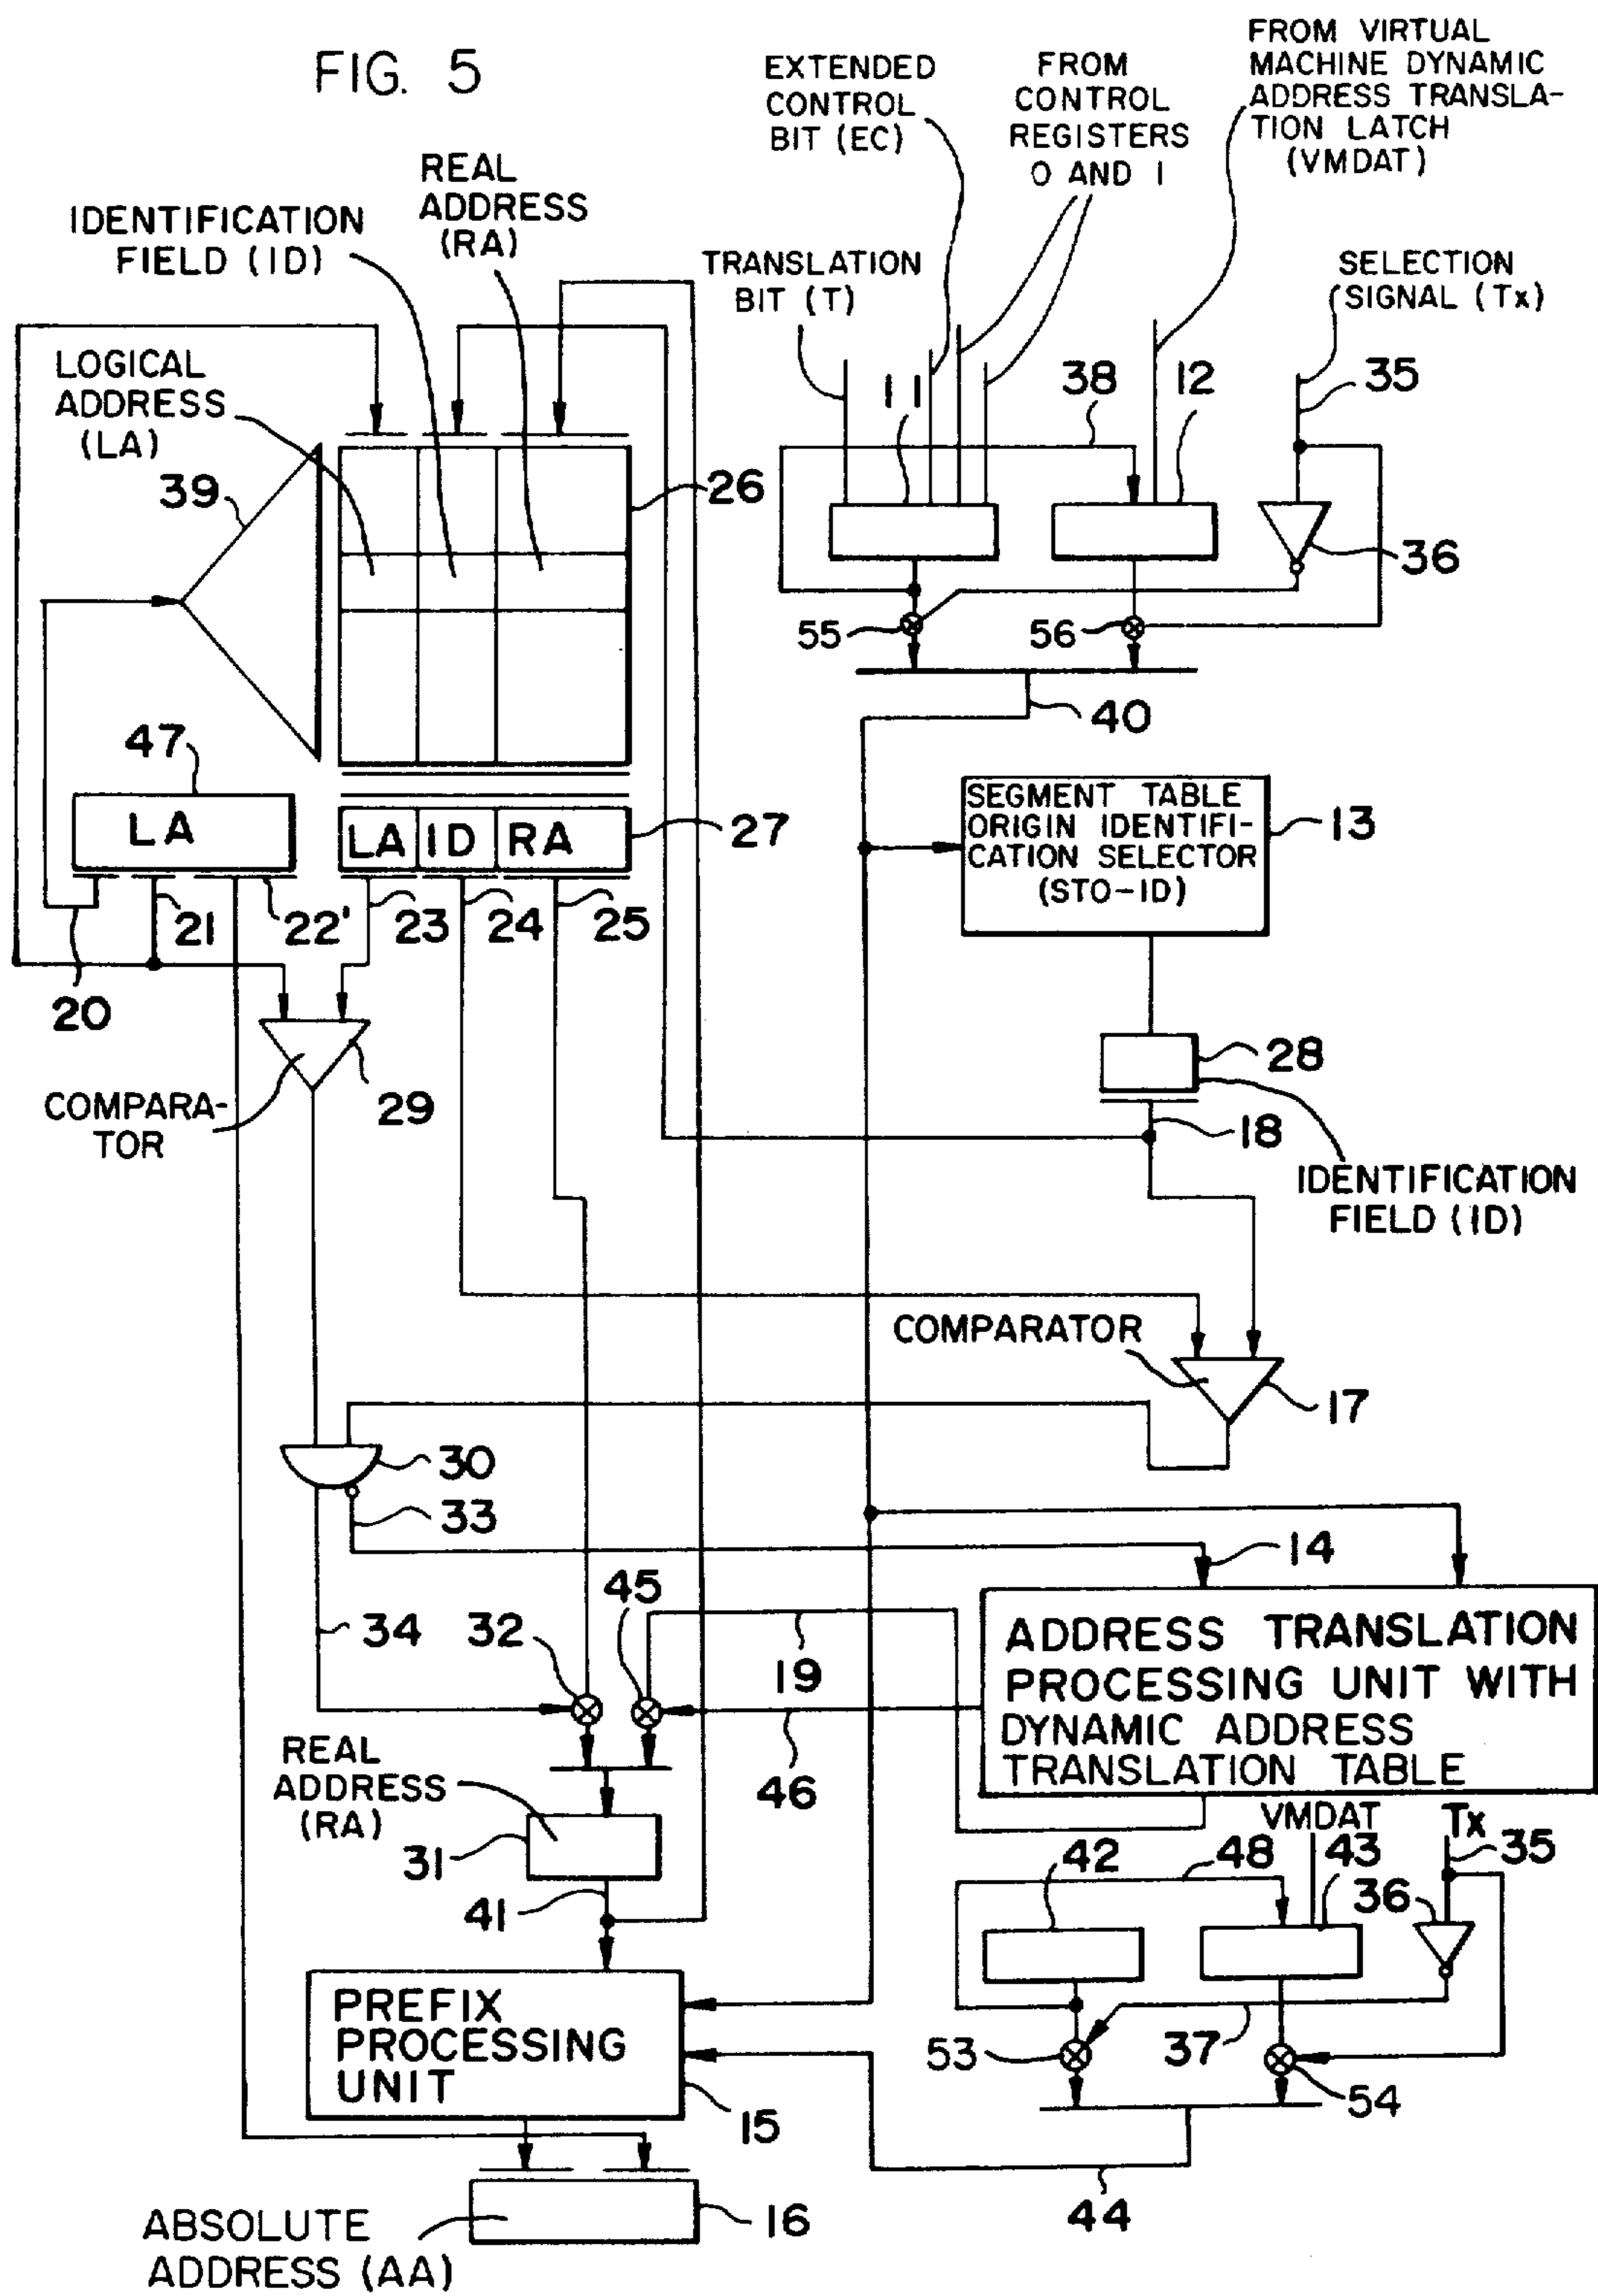 FIG. 5
EXTENDED
CONTROL
BIT (EC)
FROM
CONTROL
REGISTERS
0 AND 1
FROM VIRTUAL
MACHINE DYNAMIC
ADDRESS TRANSLA-
TION LATCH
(VMDAT)
REAL
ADDRESS
(RA)
IDENTIFICATION
FIELD (ID)
TRANSLATION
BIT (T)
SELECTION
SIGNAL (Tx)
LOGICAL
ADDRESS
(LA)
39
26
11
38
12
35
36
55
56
40
47
LA
LA ID RA
27
SEGMENT TABLE
ORIGIN IDENTIFI-
CATION SELECTOR
(STO-ID)
13
20
21
22'
23
24
25
COMPARA-
TOR
29
28
18
IDENTIFICATION
FIELD (ID)
COMPARATOR
17
30
33
14
34
32
45
19
46
ADDRESS TRANSLATION
PROCESSING UNIT WITH
DYNAMIC ADDRESS
TRANSLATION TABLE
REAL
ADDRESS
(RA)
31
41
VMDAT
Tx
42
48
43
36
35
53
37
54
PREFIX
PROCESSING
UNIT
15
44
16
ABSOLUTE
ADDRESS (AA)